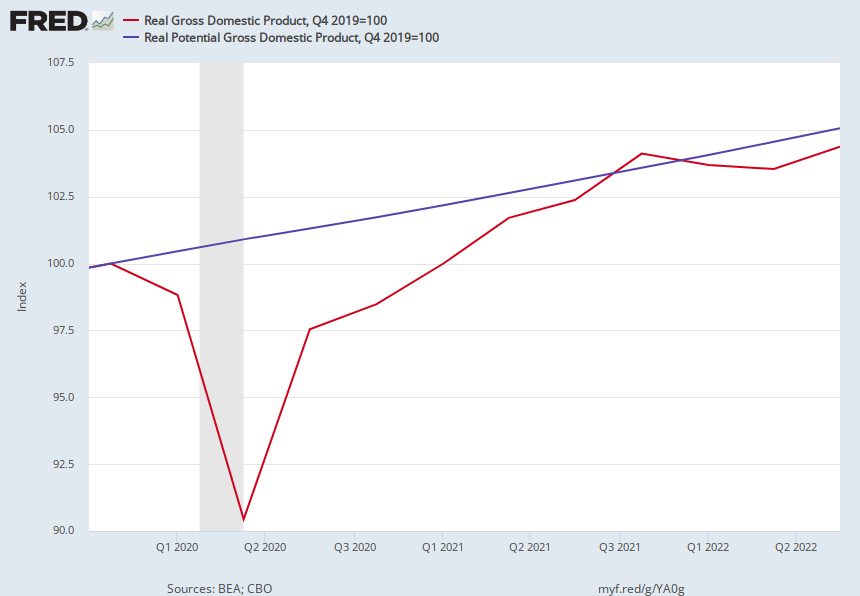 FRED
Real Gross Domestic Product, Q4 2019=100
Real Potential Gross Domestic Product, Q4 2019=100
107.5
105.0
102.5
100.0
97.5
95.0
92.5
90.0
Index
Q1 2020 Q2 2020 Q3 2020 Q1 2021 Q2 2021 Q3 2021 Q1 2022 Q2 2022
Sources: BEA; CBO myf.red/g/YA0g